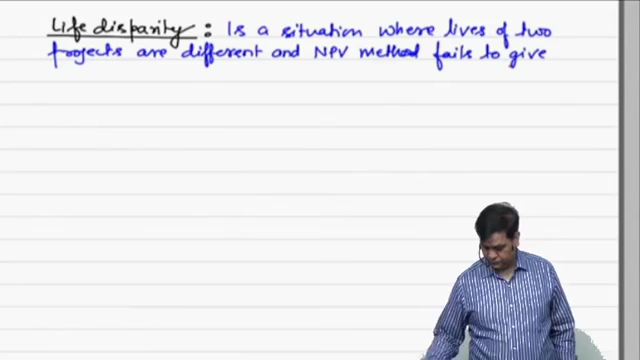 Life disparity : Is a situation where lives of two
projects are different and NPV method fails to give